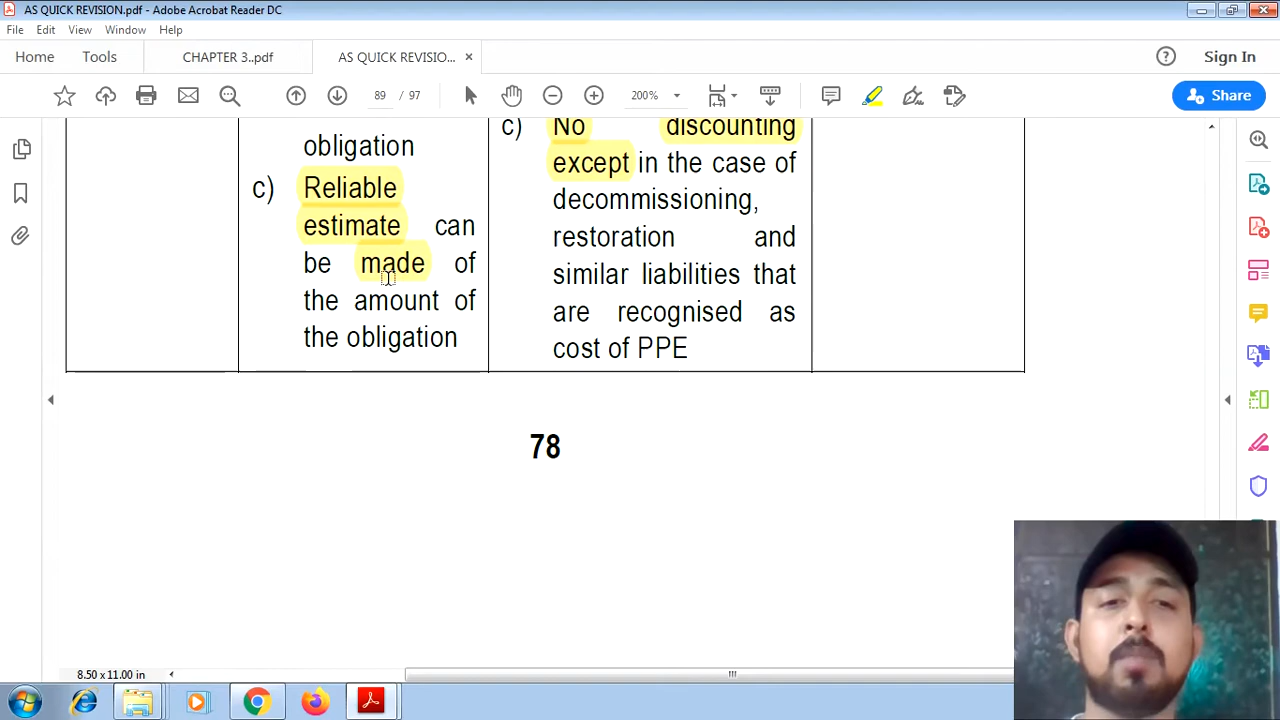 AS QUICK REVISION.pdf - Adobe Acrobat Reader DC
File Edit View Window Help
Home Tools CHAPTER 3..pdf AS QUICK REVISIO... × Sign In
89 / 97 200% Share
obligation
c) Reliable
estimate can
be made of
the amount of
the obligation
c) No discounting
except in the case of
decommissioning,
restoration and
similar liabilities that
are recognised as
cost of PPE
78
8.50 x 11.00 in